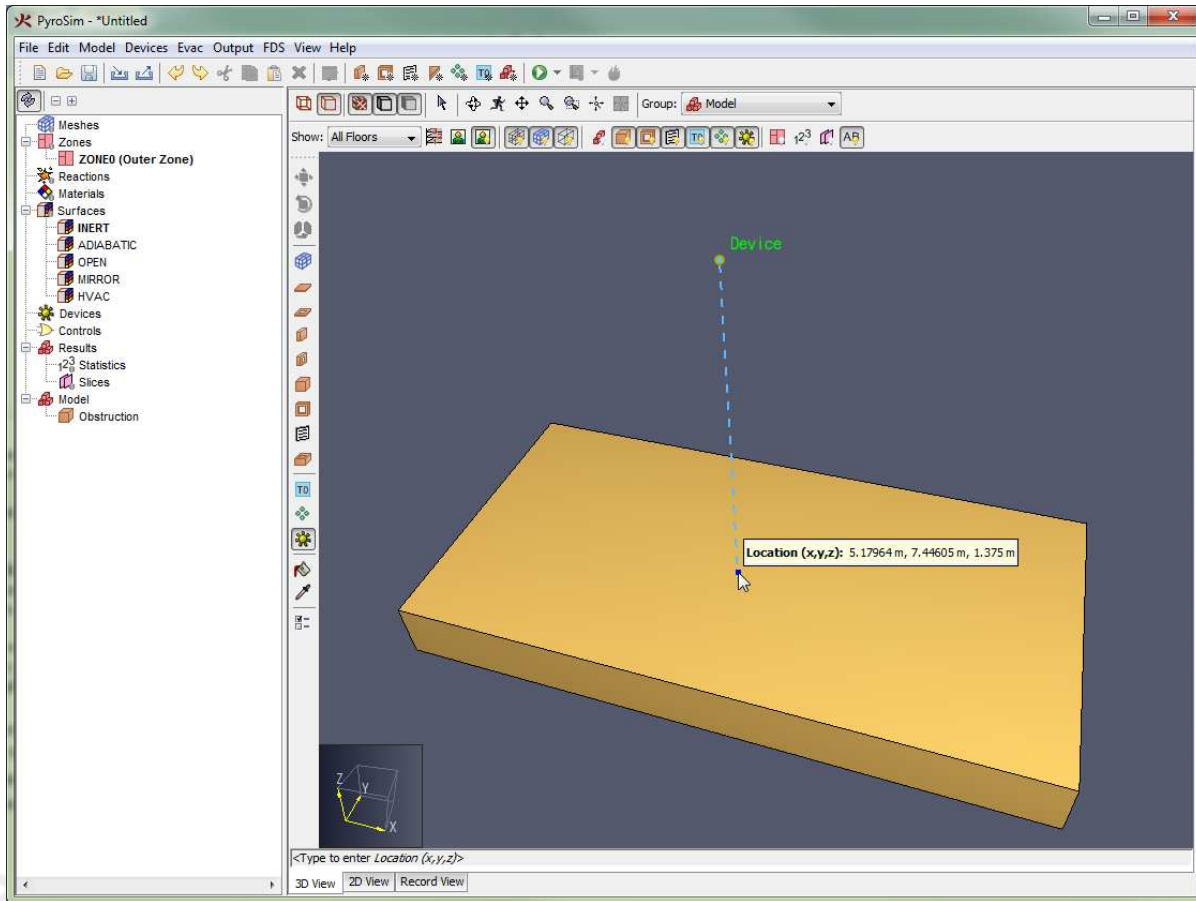 PyroSim - *Untitled
File Edit Model Devices Evac Output FDS View Help
Group: Model
Show: All Floors
Meshes
Zones
ZONE0 (Outer Zone)
Reactions
Materials
Surfaces
INERT
ADIABATIC
OPEN
MIRROR
HVAC
Devices
Controls
Results
Statistics
Slices
Model
Obstruction
Device
Location (x,y,z): 5.17964 m, 7.44605 m, 1.375 m
Z
Y
X
<Type to enter Location (x,y,z)>
3D View 2D View Record View